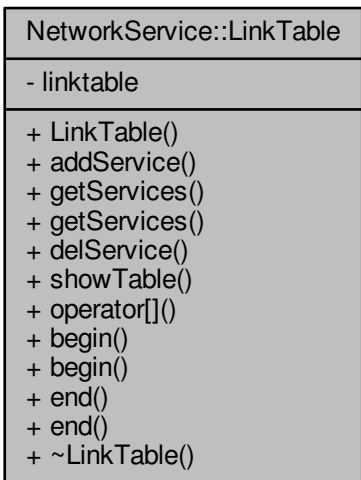 NetworkService::LinkTable
- linktable
+ LinkTable()
+ addService()
+ getServices()
+ getServices()
+ delService()
+ showTable()
+ operator[]()
+ begin()
+ begin()
+ end()
+ end()
+ ~LinkTable()